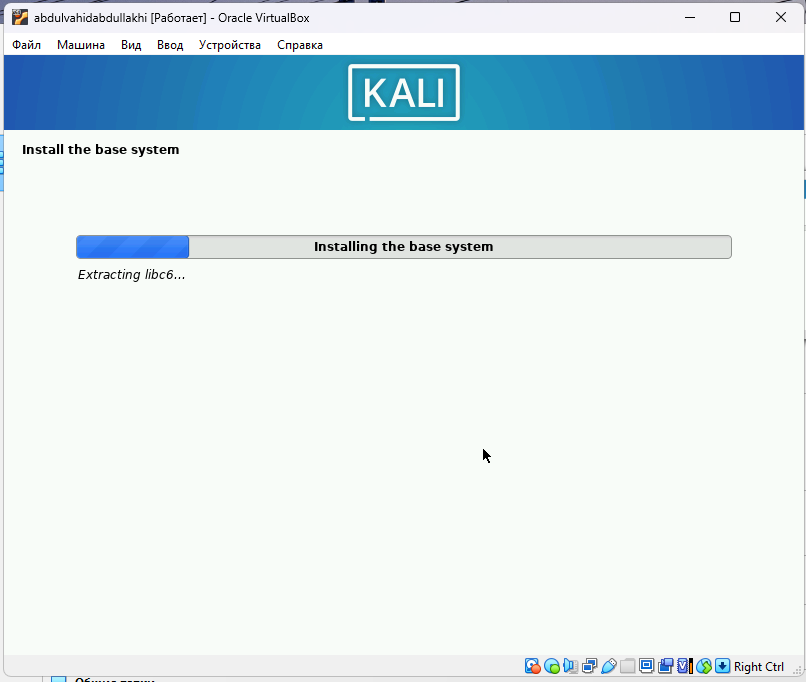 abdulvahidabdullakhi [Работает] - Oracle VirtualBox
Файл Машина Вид Ввод Устройства Справка
KALI
Install the base system
Installing the base system
Extracting libc6...
Right Ctrl